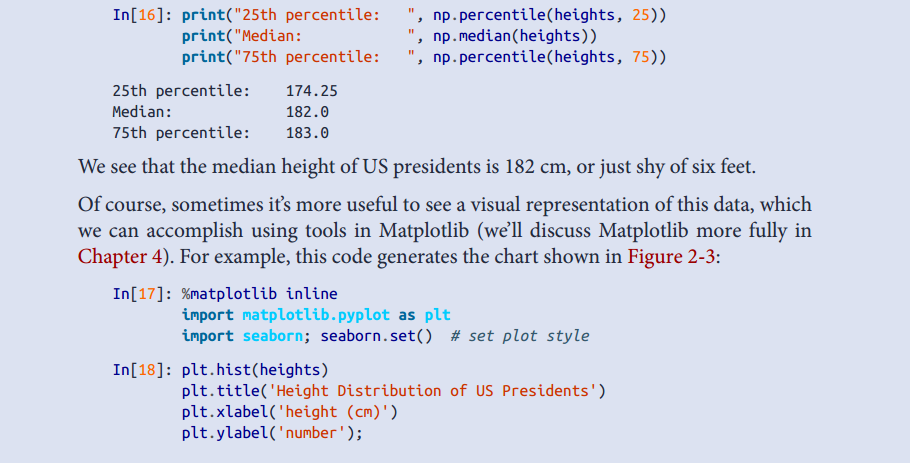 In[16]: print("25th percentile:   ", np.percentile(heights, 25))
        print("Median:            ", np.median(heights))
        print("75th percentile:   ", np.percentile(heights, 75))
25th percentile:    174.25
Median:             182.0
75th percentile:    183.0
We see that the median height of US presidents is 182 cm, or just shy of six feet.
Of course, sometimes it’s more useful to see a visual representation of this data, which
we can accomplish using tools in Matplotlib (we’ll discuss Matplotlib more fully in
Chapter 4). For example, this code generates the chart shown in Figure 2-3:
In[17]: %matplotlib inline
        import matplotlib.pyplot as plt
        import seaborn; seaborn.set()  # set plot style
In[18]: plt.hist(heights)
        plt.title('Height Distribution of US Presidents')
        plt.xlabel('height (cm)')
        plt.ylabel('number');